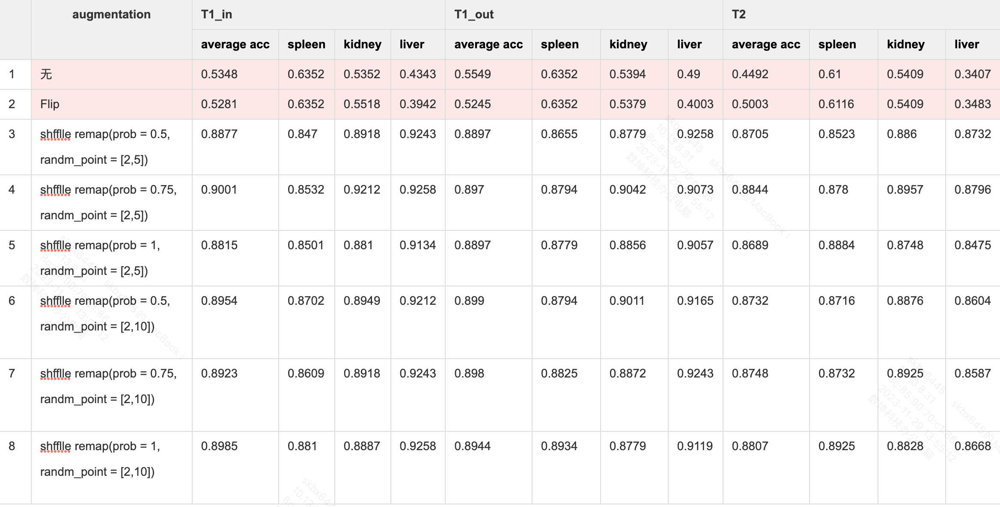 augmentation T1_in T1_out T2
average acc spleen kidney liver average acc spleen kidney liver average acc spleen kidney liver
1 无 0.5348 0.6352 0.5352 0.4343 0.5549 0.6352 0.5394 0.49 0.4492 0.61 0.5409 0.3407
2 Flip 0.5281 0.6352 0.5518 0.3942 0.5245 0.6352 0.5379 0.4003 0.5003 0.6116 0.5409 0.3483
3 shfflle remap(prob = 0.5, 0.8877 0.847 0.8918 0.9243 0.8897 0.8655 0.8779 0.9258 0.8705 0.8523 0.886 0.8732
randm_point = [2,5])
4 shfflle remap(prob = 0.75, 0.9001 0.8532 0.9212 0.9258 0.897 0.8794 0.9042 0.9073 0.8844 0.878 0.8957 0.8796
randm_point = [2,5])
5 shfflle remap(prob = 1, 0.8815 0.8501 0.881 0.9134 0.8897 0.8779 0.8856 0.9057 0.8689 0.8884 0.8748 0.8475
randm_point = [2,5])
6 shfflle remap(prob = 0.5, 0.8954 0.8702 0.8949 0.9212 0.899 0.8794 0.9011 0.9165 0.8732 0.8716 0.8876 0.8604
randm_point = [2,10])
7 shfflle remap(prob = 0.75, 0.8923 0.8609 0.8918 0.9243 0.898 0.8825 0.8872 0.9243 0.8748 0.8732 0.8925 0.8587
randm_point = [2,10])
8 shfflle remap(prob = 1, 0.8985 0.881 0.8887 0.9258 0.8944 0.8934 0.8779 0.9119 0.8807 0.8925 0.8828 0.8668
randm_point = [2,10])